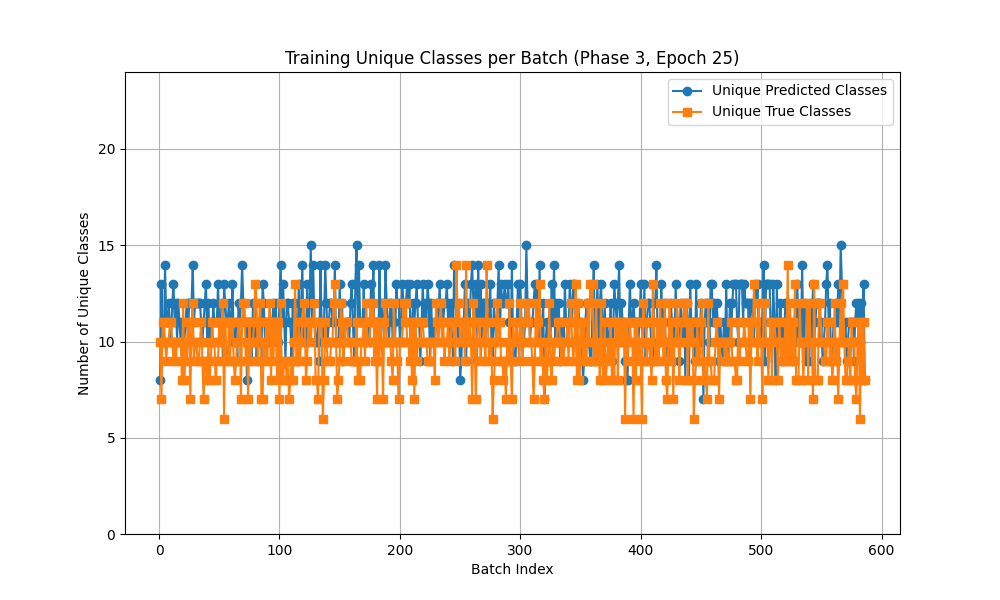 Training Unique Classes per Batch (Phase 3, Epoch 25)
Unique Predicted Classes
Unique True Classes
Number of Unique Classes
20
15
10
5
0
0 100 200 300 400 500 600
Batch Index